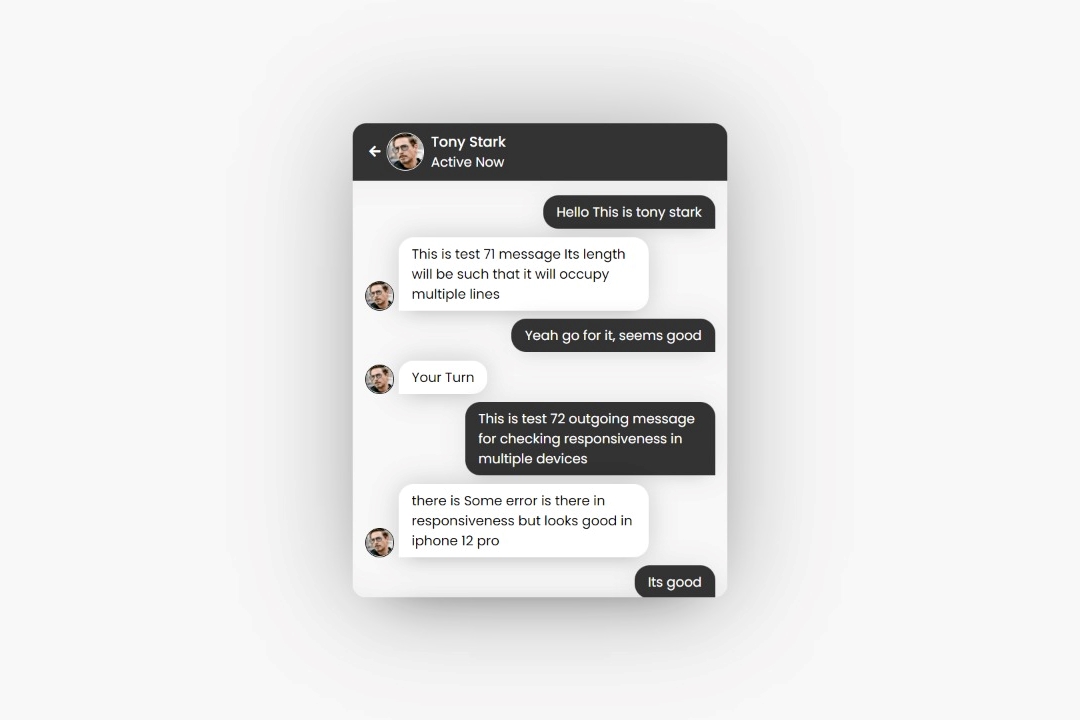 Tony Stark
Active Now
Hello This is tony stark
This is test 71 message Its length
will be such that it will occupy
multiple lines
Yeah go for it, seems good
Your Turn
This is test 72 outgoing message
for checking responsiveness in
multiple devices
there is Some error is there in
responsiveness but looks good in
iphone 12 pro
Its good